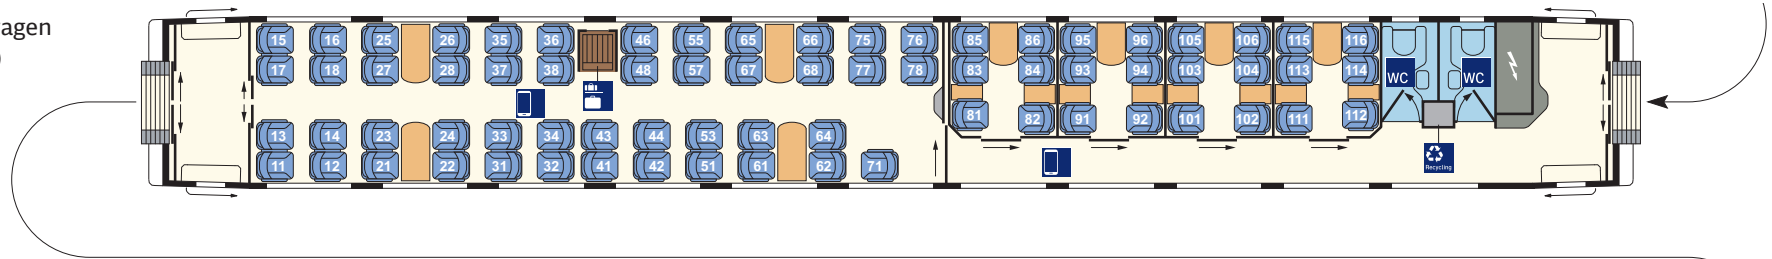 agen
)
15 16 25 26 35 36 46 55 65 66 75 76 85 86 95 96 105 106 115 116
17 18 27 28 37 38 48 57 67 68 77 78 83 84 93 94 103 104 113 114 WC WC
13 14 23 24 33 34 43 44 53 63 64 81 82 91 92 101 102 111 112
11 12 21 22 31 32 41 42 51 61 62 71 Recycling